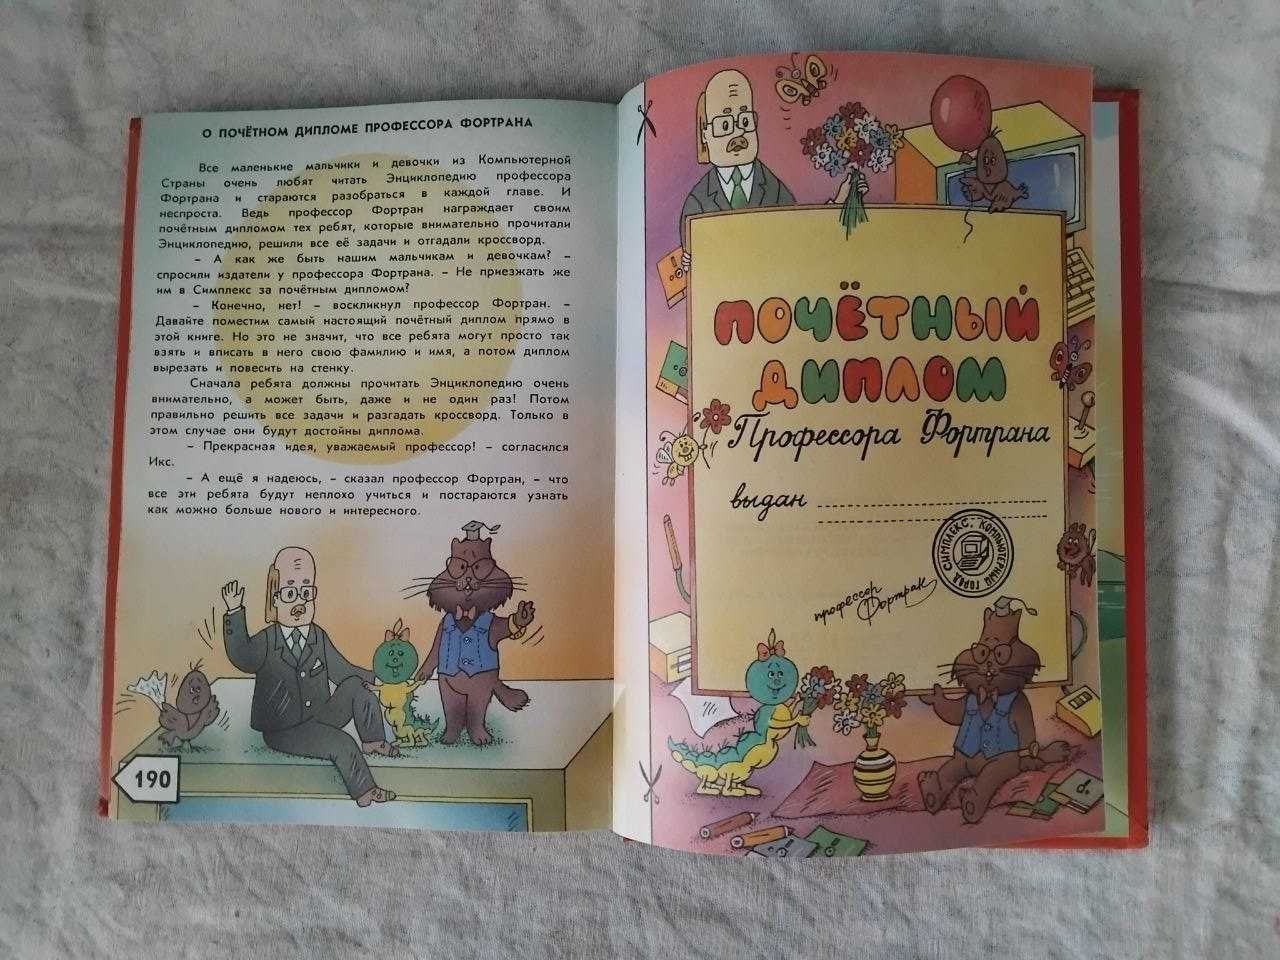 О ПОЧЁТНОМ ДИПЛОМЕ ПРОФЕССОРА ФОРТРАНА
Все маленькие мальчики и девочки из Компьютерной
Страны очень любят читать Энциклопедию профессора
Фортрана и стараются разобраться в каждой главе. И
неспроста. Ведь профессор Фортран награждает своим
почётным дипломом тех ребят, которые внимательно прочитали
Энциклопедию, решили все её задачи и отгадали кроссворд.
– А как же быть нашим мальчикам и девочкам? –
спросили издатели у профессора Фортрана. – Не приезжать же
им в Симплекс за почётным дипломом?
– Конечно, нет! – воскликнул профессор Фортран. –
Давайте поместим самый настоящий почётный диплом прямо в
этой книге. Но это не значит, что все ребята могут просто так
взять и вписать в него свою фамилию и имя, а потом диплом
вырезать и повесить на стенку.
Сначала ребята должны прочитать Энциклопедию очень
внимательно, а может быть, даже и не один раз! Потом
правильно решить все задачи и разгадать кроссворд. Только в
этом случае они будут достойны диплома.
– Прекрасная идея, уважаемый профессор! – согласился
Икс.
– А ещё я надеюсь, – сказал профессор Фортран, – что
все эти ребята будут неплохо учиться и постараются узнать
как можно больше нового и интересного.
190
ПОЧЁТНЫЙ
ДИПЛОМ
Профессора Фортрана
выдан
СИМПЛЕКС, КОМПЬЮТЕРНЫЙ ГОРОД
профессор
Фортран